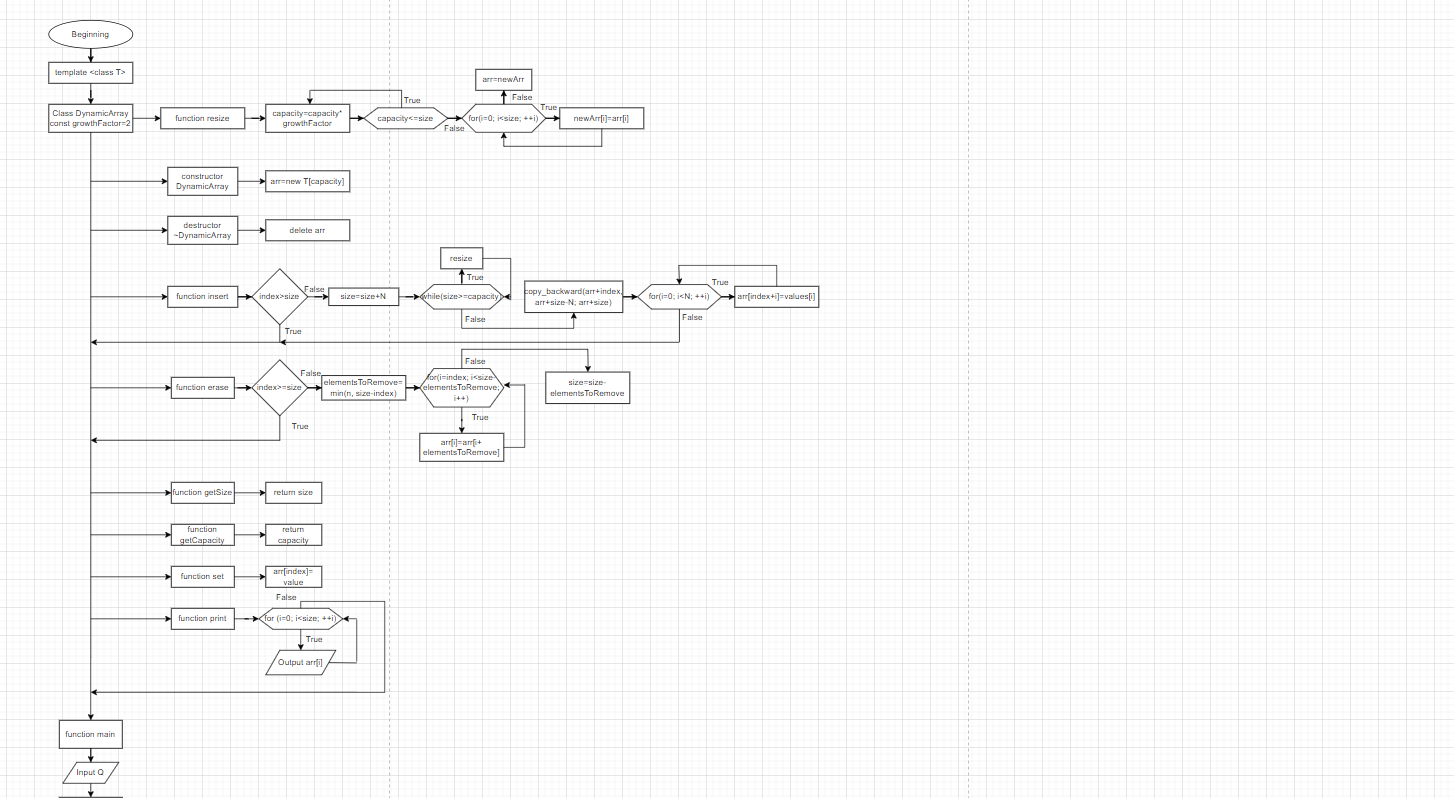 Beginning
template <class T>
Class DynamicArray
const growthFactor=2
function resize
capacity=capacity*
growthFactor
True
capacity<=size
False
arr=newArr
False
for(i=0; i<size; ++i)
True
newArr[i]=arr[i]
constructor
DynamicArray
arr=new T[capacity]
destructor
~DynamicArray
delete arr
function insert
index>size
False
True
size=size+N
resize
True
while(size>=capacity)
False
copy_backward(arr+index,
arr+size-N; arr+size)
for(i=0; i<N; ++i)
True
False
arr[index+i]=values[i]
function erase
index>=size
False
True
elementsToRemove=
min(n, size-index)
False
for(i=index; i<size-
elementsToRemove;
i++)
True
arr[i]=arr[i+
elementsToRemove]
size=size-
elementsToRemove
function getSize
return size
function
getCapacity
return
capacity
function set
arr[index]=
value
function print
False
for (i=0; i<size; ++i)
True
Output arr[i]
function main
Input Q